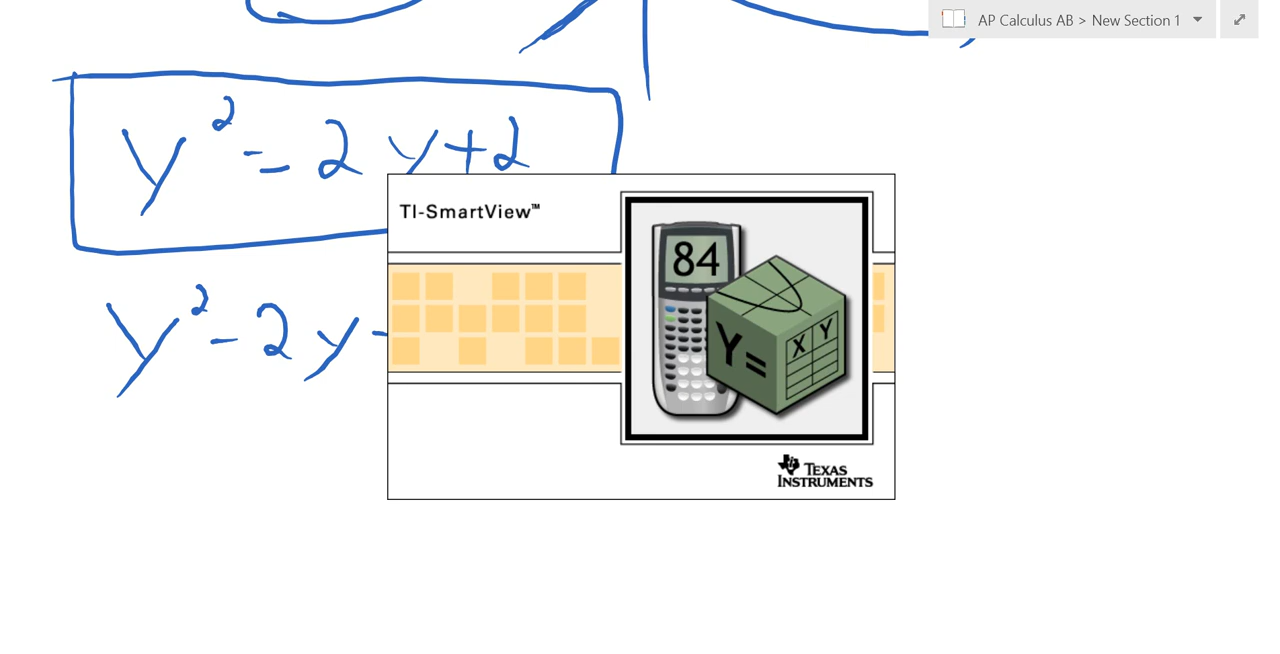 AP Calculus AB > New Section 1
y² = 2y+2
TI-SmartView™
84
Y=
X Y
y² - 2y -
TEXAS
INSTRUMENTS